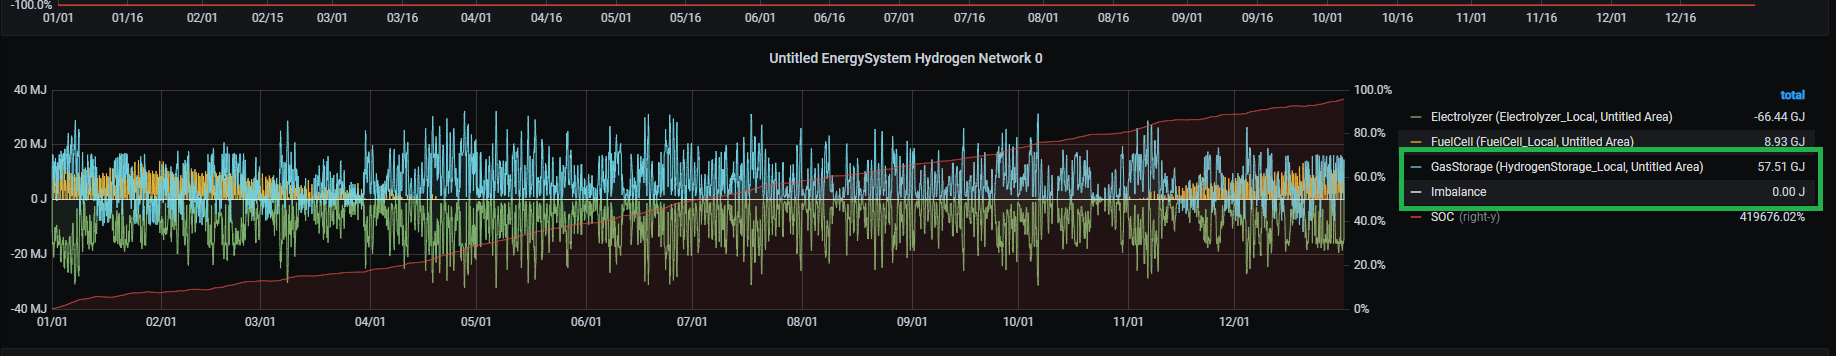 -100.0%
01/01 01/16 02/01 02/15 03/01 03/16 04/01 04/16 05/01 05/16 06/01 06/16 07/01 07/16 08/01 08/16 09/01 09/16 10/01 10/16 11/01 11/16 12/01 12/16
Untitled EnergySystem Hydrogen Network 0
40 MJ
20 MJ
0 J
-20 MJ
-40 MJ
01/01 02/01 03/01 04/01 05/01 06/01 07/01 08/01 09/01 10/01 11/01 12/01
100.0%
80.0%
60.0%
40.0%
20.0%
0%
total
Electrolyzer (Electrolyzer_Local, Untitled Area) -66.44 GJ
FuelCell (FuelCell_Local, Untitled Area) 8.93 GJ
GasStorage (HydrogenStorage_Local, Untitled Area) 57.51 GJ
Imbalance 0.00 J
SOC (right-y) 419676.02%